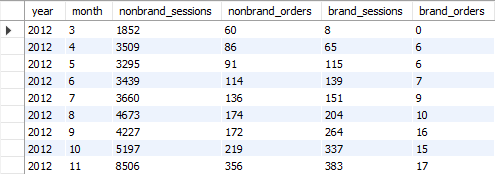 year month nonbrand_sessions nonbrand_orders brand_sessions brand_orders
2012 3 1852 60 8 0
2012 4 3509 86 65 6
2012 5 3295 91 115 6
2012 6 3439 114 139 7
2012 7 3660 136 151 9
2012 8 4673 174 204 10
2012 9 4227 172 264 16
2012 10 5197 219 337 15
2012 11 8506 356 383 17